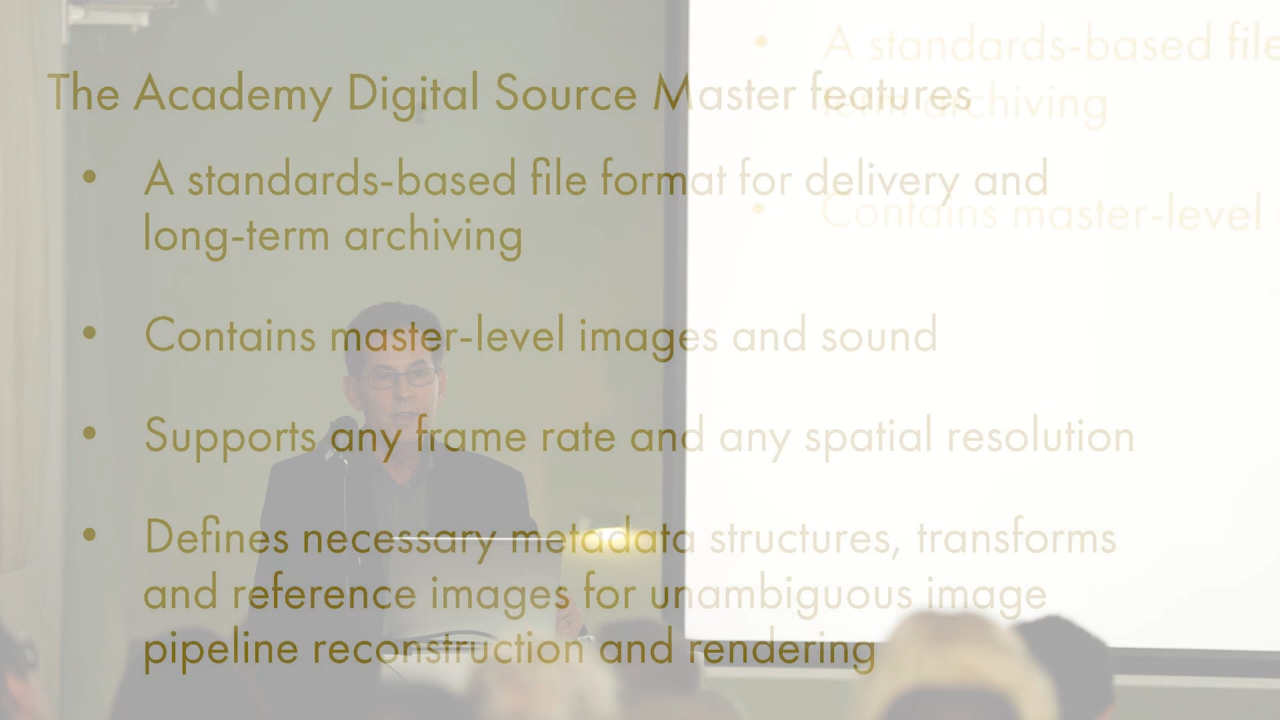 The Academy Digital Source Master features
• A standards-based file format for delivery and
long-term archiving
• Contains master-level images and sound
• Supports any frame rate and any spatial resolution
• Defines necessary metadata structures, transforms
and reference images for unambiguous image
pipeline reconstruction and rendering
• A standards-based file
term archiving
• Contains master-level